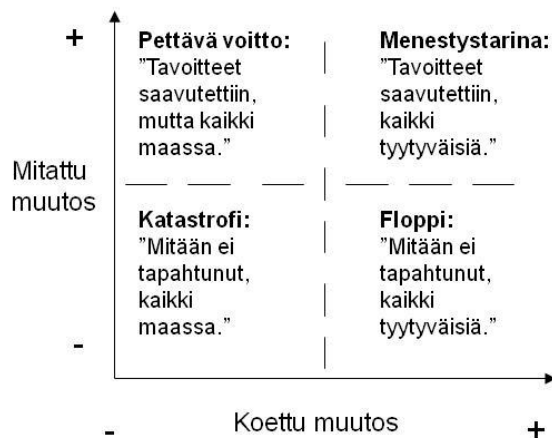 +
Pettävä voitto:
"Tavoitteet
saavutettiin,
mutta kaikki
maassa."
Menestystarina:
"Tavoitteet
saavutettiin,
kaikki
tyytyväisiä."
Mitattu
muutos
Katastrofi:
"Mitään ei
tapahtunut,
kaikki
maassa."
Floppi:
"Mitään ei
tapahtunut,
kaikki
tyytyväisiä."
-
-
Koettu muutos
+